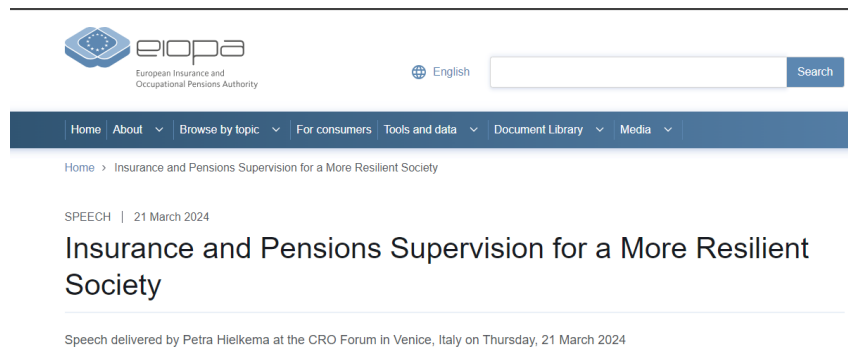 eiopa
European Insurance and
Occupational Pensions Authority
English
Search
Home About Browse by topic For consumers Tools and data Document Library Media
Home > Insurance and Pensions Supervision for a More Resilient Society
SPEECH | 21 March 2024
Insurance and Pensions Supervision for a More Resilient
Society
Speech delivered by Petra Hielkema at the CRO Forum in Venice, Italy on Thursday, 21 March 2024